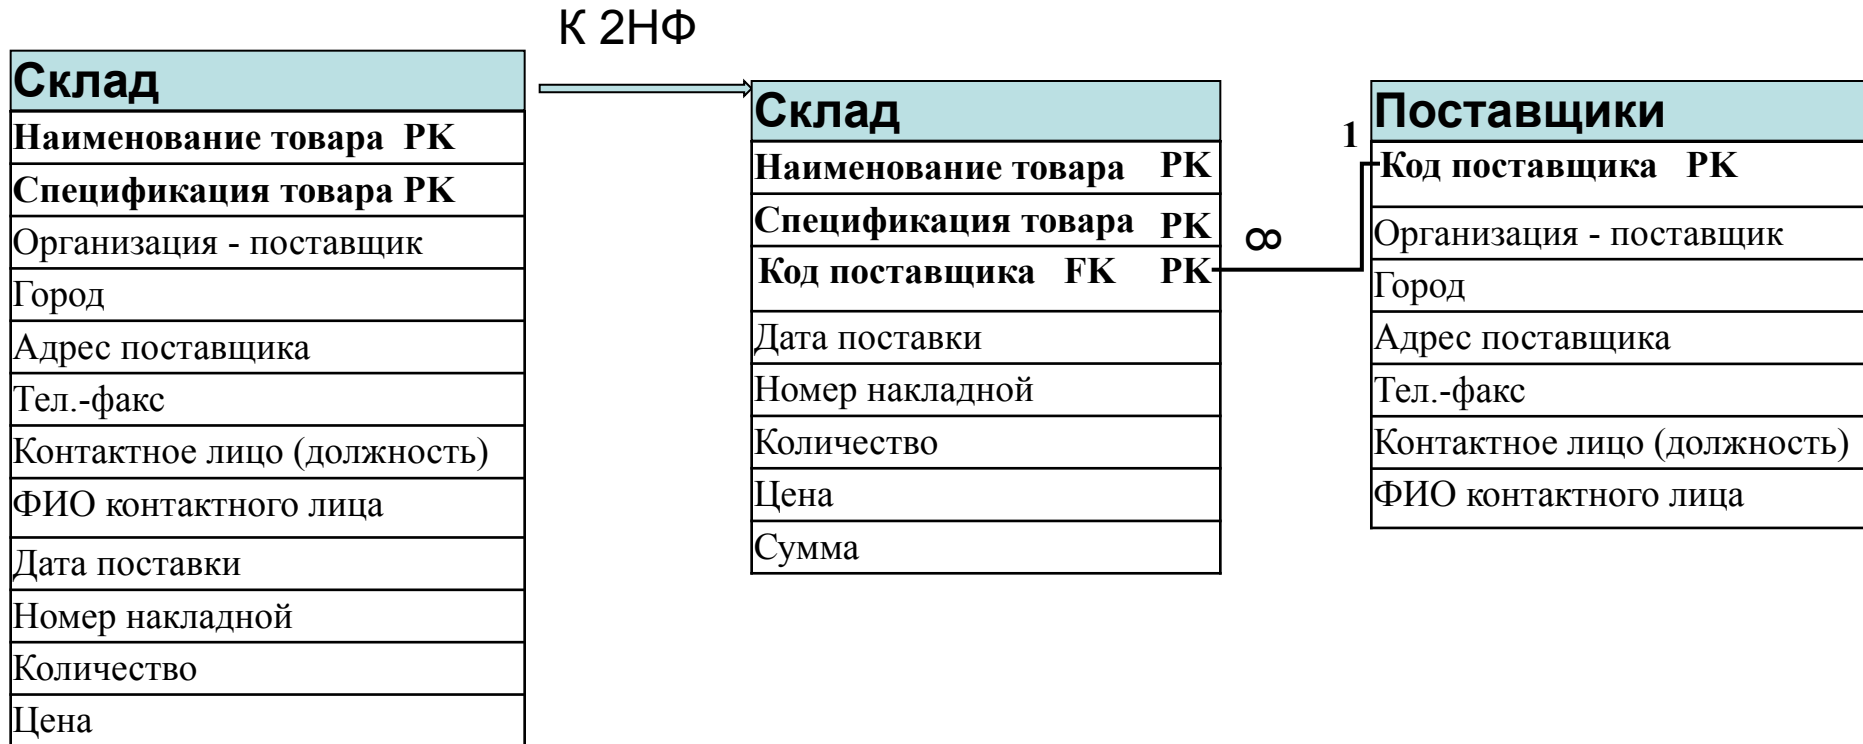 К 2НФ
Склад
Наименование товара PK
Спецификация товара PK
Организация - поставщик
Город
Адрес поставщика
Тел.-факс
Контактное лицо (должность)
ФИО контактного лица
Дата поставки
Номер накладной
Количество
Цена
Склад
Наименование товара PK
Спецификация товара PK
Код поставщика FK PK
Дата поставки
Номер накладной
Количество
Цена
Сумма
∞
1
Поставщики
Код поставщика PK
Организация - поставщик
Город
Адрес поставщика
Тел.-факс
Контактное лицо (должность)
ФИО контактного лица